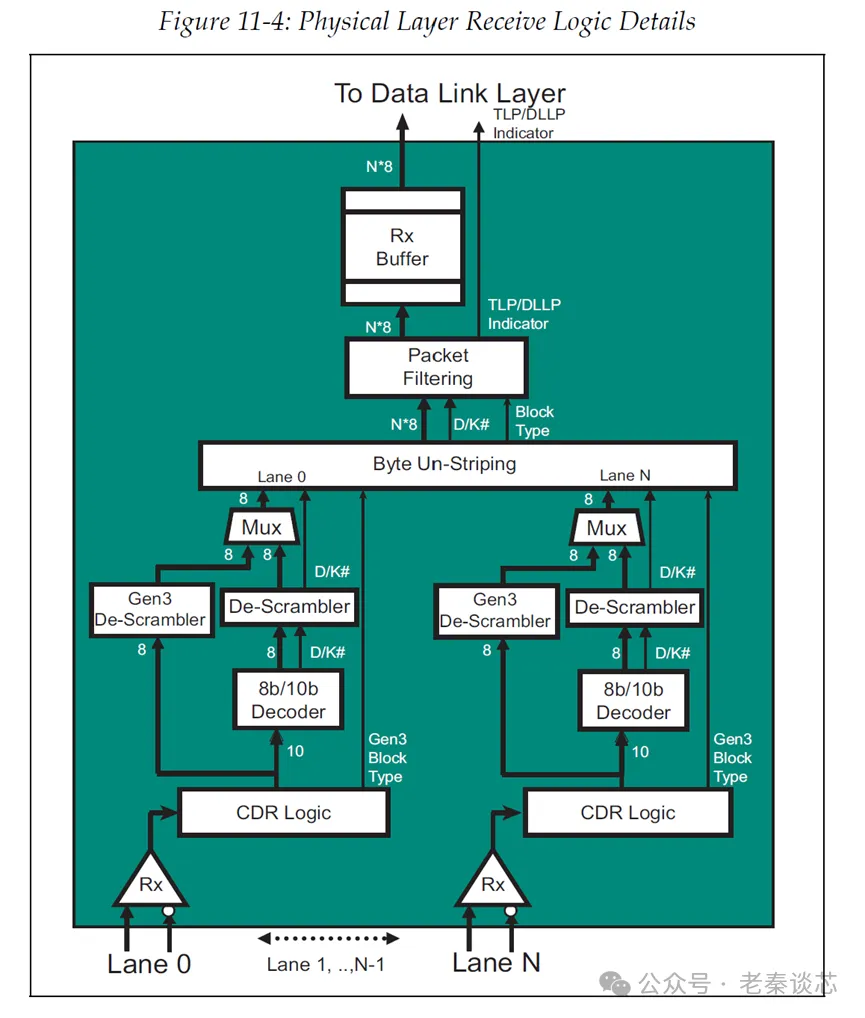 Figure 11-4: Physical Layer Receive Logic Details
To Data Link Layer
TLP/DLLP
Indicator
N*8
Rx
Buffer
TLP/DLLP
Indicator
N*8
Packet
Filtering
N*8
D/K#
Block
Type
Byte Un-Striping
Lane 0
Lane N
8
8
Mux
Mux
8
8
8
8
D/K#
D/K#
Gen3
De-Scrambler
De-Scrambler
Gen3
De-Scrambler
De-Scrambler
8
8
D/K#
8
8
D/K#
8b/10b
Decoder
8b/10b
Decoder
10
Gen3
Block
Type
10
Gen3
Block
Type
CDR Logic
CDR Logic
Rx
Rx
Lane 0
Lane 1, ..,N-1
Lane N
公众号 · 老秦谈芯